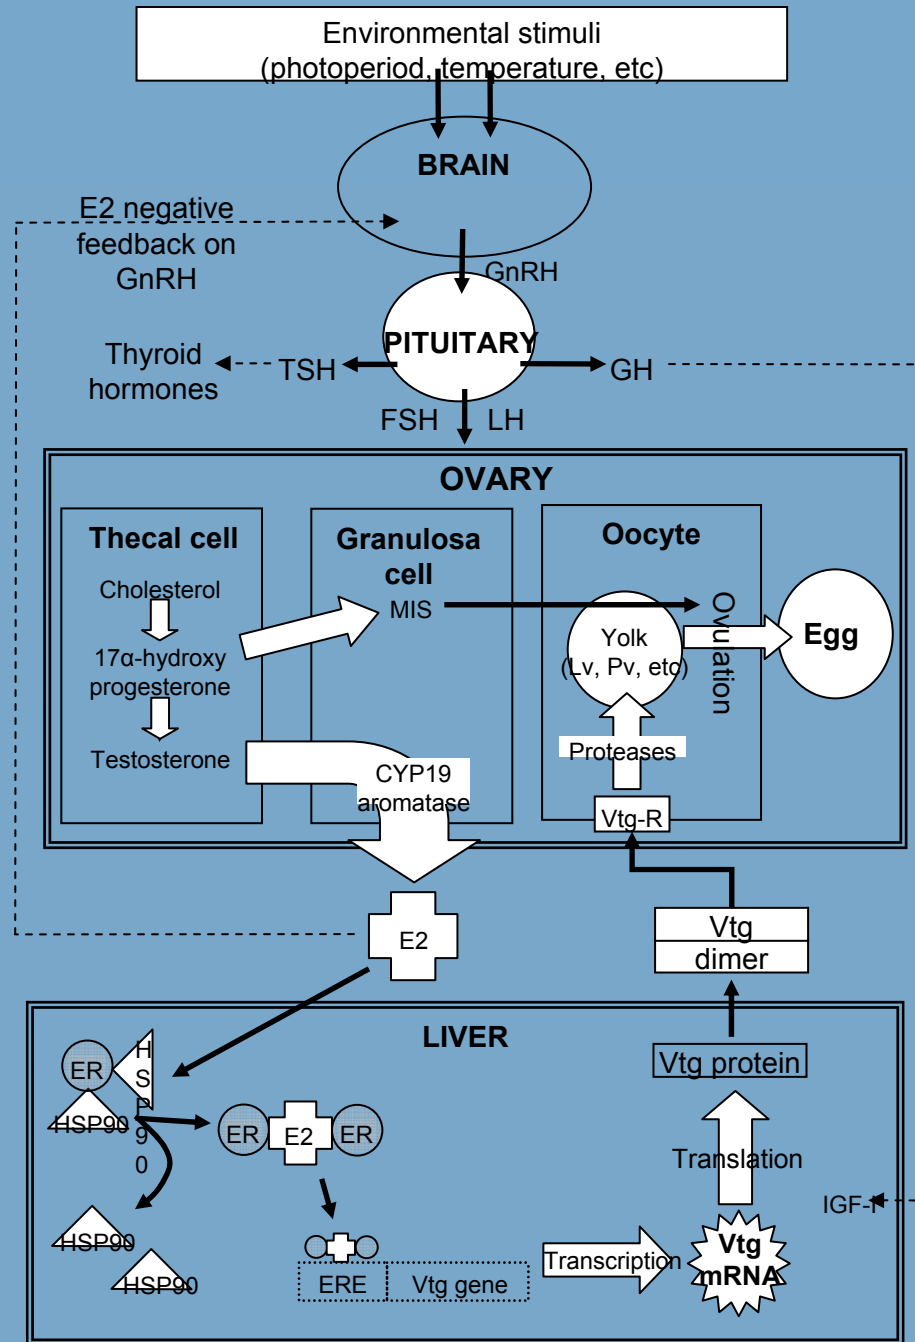 Environmental stimuli
(photoperiod, temperature, etc)
BRAIN
E2 negative
feedback on
GnRH
GnRH
PITUITARY
Thyroid
hormones
TSH
GH
FSH
LH
OVARY
Thecal cell
Cholesterol
17α-hydroxy
progesterone
Testosterone
Granulosa
cell
MIS
CYP19
aromatase
Oocyte
Yolk
(Lv, Pv, etc)
Ovulation
Proteases
Vtg-R
Egg
E2
Vtg
dimer
LIVER
ER
HSP90
HSP90
ER
E2
ER
HSP90
HSP90
ERE
Vtg gene
Transcription
Vtg
mRNA
Translation
Vtg protein
IGF-I